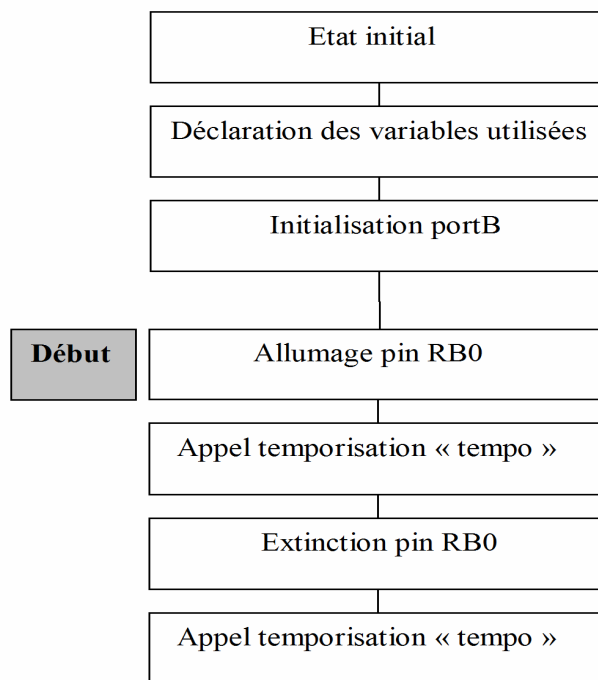 Etat initial
Déclaration des variables utilisées
Initialisation portB
Début
Allumage pin RB0
Appel temporisation « tempo »
Extinction pin RB0
Appel temporisation « tempo »